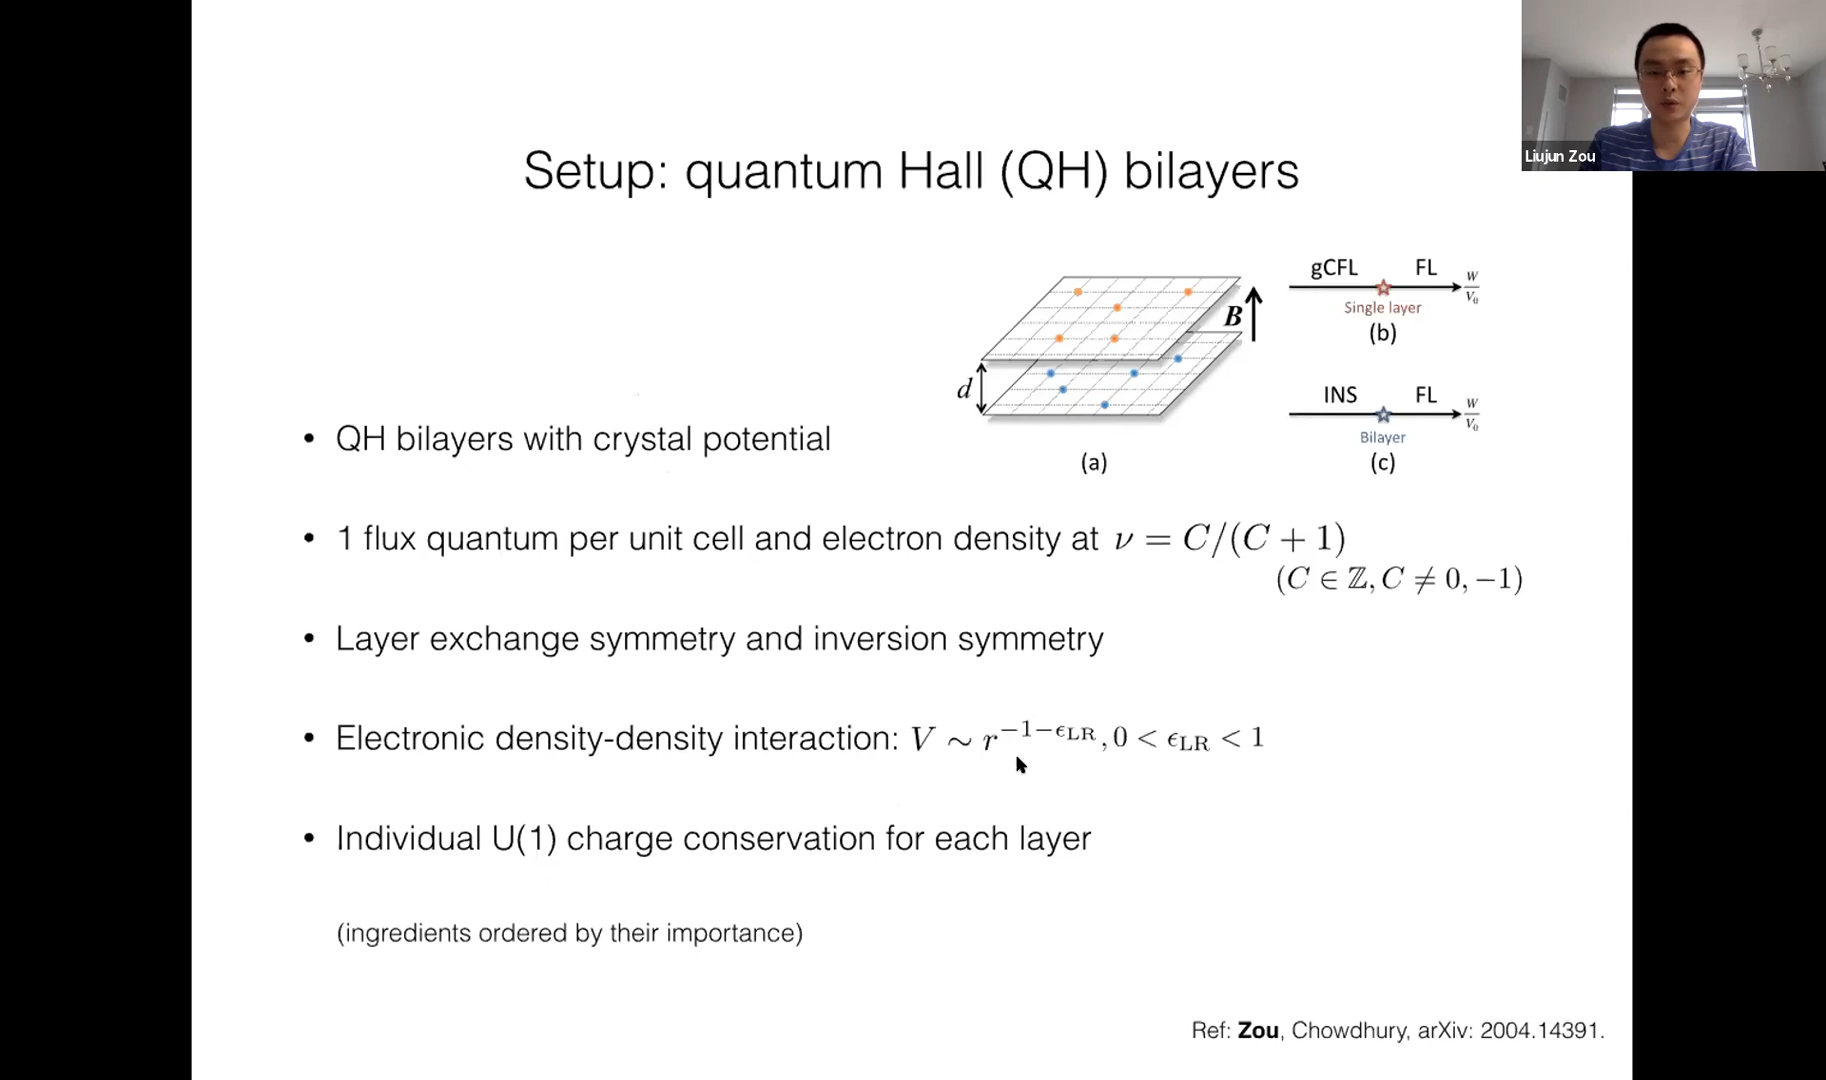 Liujun Zou
Setup: quantum Hall (QH) bilayers
B
d
(a)
gCFL FL W/V₀
Single layer
(b)
INS FL W/V₀
Bilayer
(c)
• QH bilayers with crystal potential
• 1 flux quantum per unit cell and electron density at ν = C/(C + 1)
(C ∈ ℤ, C ≠ 0, −1)
• Layer exchange symmetry and inversion symmetry
• Electronic density-density interaction: V ∼ r^{−1−ϵ_LR}, 0 < ϵ_LR < 1
• Individual U(1) charge conservation for each layer
(ingredients ordered by their importance)
Ref: Zou, Chowdhury, arXiv: 2004.14391.